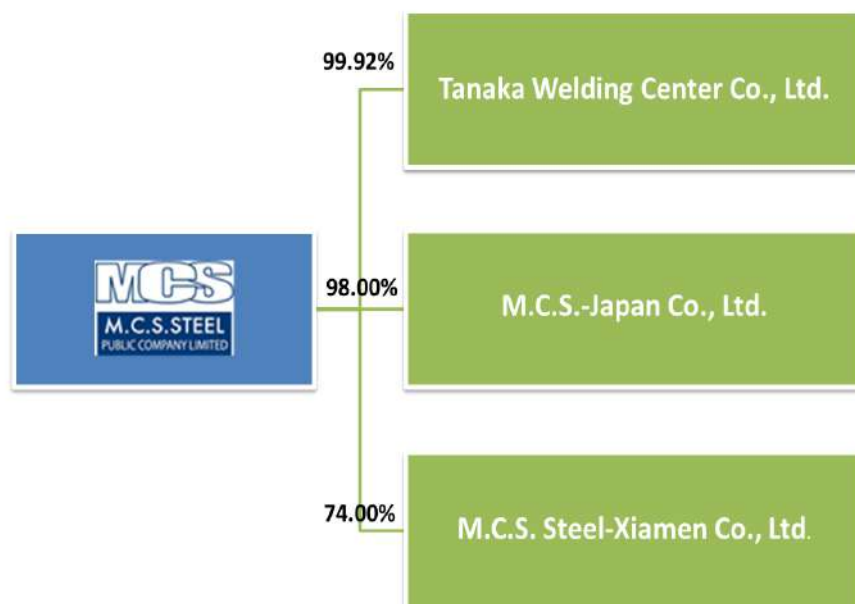 99.92%
Tanaka Welding Center Co., Ltd.
MCS
M.C.S.STEEL
PUBLIC COMPANY LIMITED
98.00%
M.C.S.-Japan Co., Ltd.
74.00%
M.C.S. Steel-Xiamen Co., Ltd.